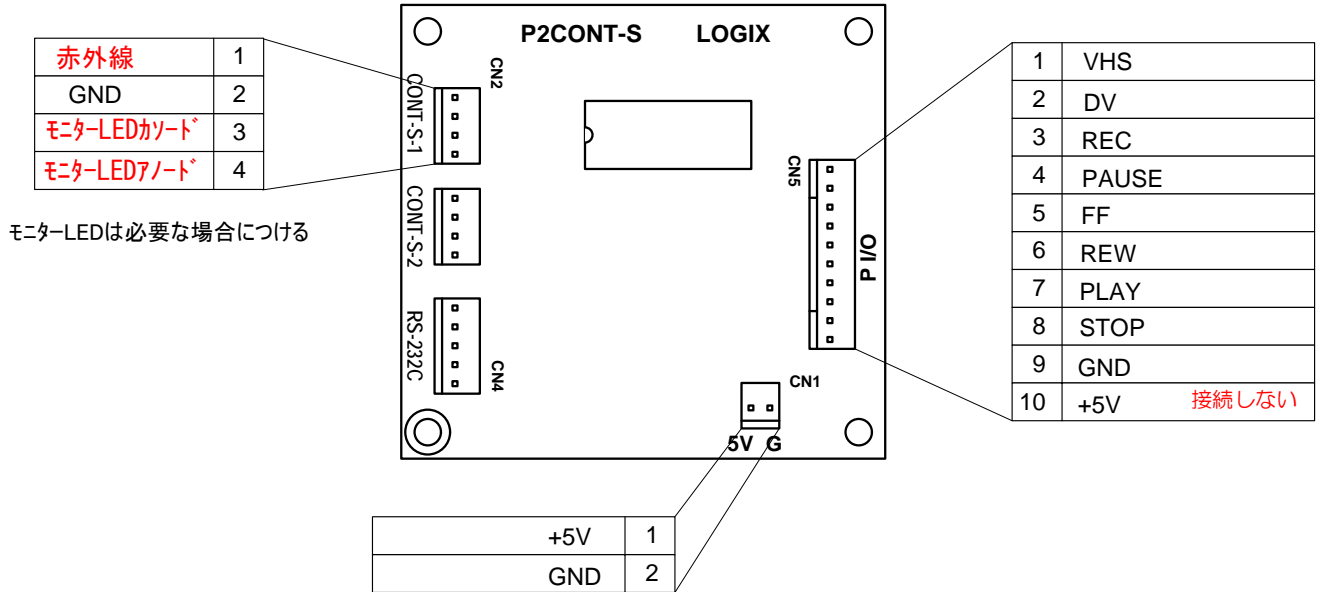 P2CONT-S LOGIX
赤外線 1
GND 2
ﾓﾆﾀｰLEDｶｿｰﾄﾞ 3
ﾓﾆﾀｰLEDｱﾉｰﾄﾞ 4
ﾓﾆﾀｰLEDは必要な場合につける
CN2
CONT-S-1
CONT-S-2
RS-232C
CN4
CN5
P I/O
CN1
5V G
1 VHS
2 DV
3 REC
4 PAUSE
5 FF
6 REW
7 PLAY
8 STOP
9 GND
10 +5V 接続しない
+5V 1
GND 2